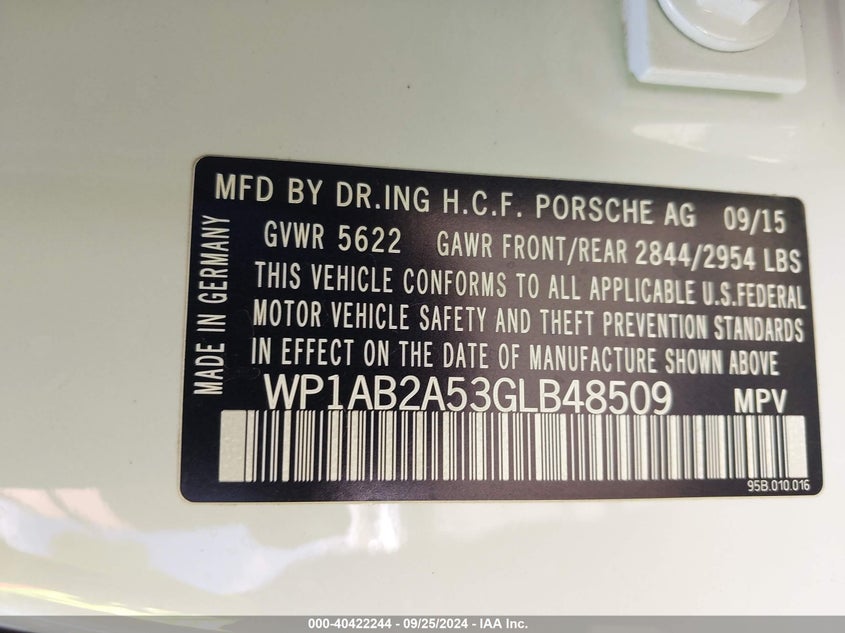 MFD BY DR.ING H.C.F. PORSCHE AG 09/15
GVWR 5622 GAWR FRONT/REAR 2844/2954 LBS
THIS VEHICLE CONFORMS TO ALL APPLICABLE U.S.FEDERAL
MOTOR VEHICLE SAFETY AND THEFT PREVENTION STANDARDS
IN EFFECT ON THE DATE OF MANUFACTURE SHOWN ABOVE
MADE IN GERMANY
WP1AB2A53GLB48509 MPV
95B.010.016
000-40422244 - 09/25/2024 - IAA Inc.